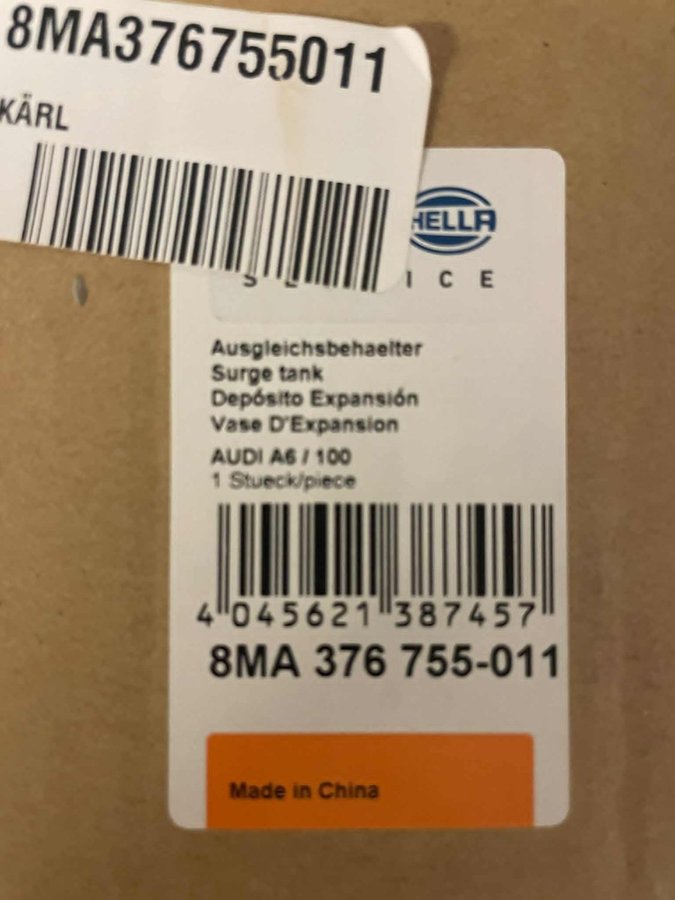 8MA376755011
KÄRL
HELLA
Ausgleichsbehaelter
Surge tank
Depósito Expansión
Vase D'Expansion
AUDI A6 / 100
1 Stueck/piece
4 045621 387457
8MA 376 755-011
Made in China